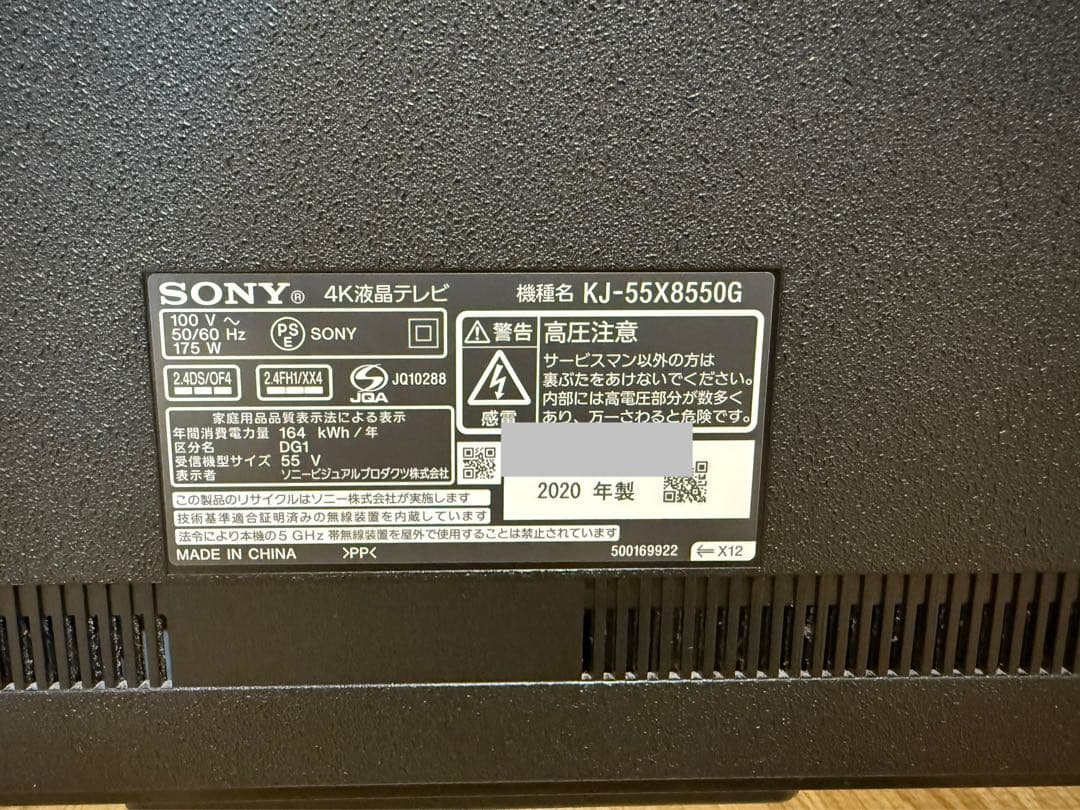 SONY® 4K液晶テレビ 機種名 KJ-55X8550G
100 V ～
50/60 Hz
175 W
PS
E
SONY
2.4DS/OF4
2.4FH1/XX4
JQA
JQ10288
家庭用品品質表示法による表示
年間消費電力量 164 kWh/年
区分名 DG1
受信機型サイズ 55 V
表示者 ソニービジュアルプロダクツ株式会社
警告
感電
高圧注意
サービスマン以外の方は
裏ぶたをあけないでください。
内部には高電圧部分が数多く
あり、万一さわると危険です。
2020 年製
この製品のリサイクルはソニー株式会社が実施します
技術基準適合証明済みの無線装置を内蔵しています
法令により本機の5 GHz 帯無線装置を屋外で使用することは禁止されています
MADE IN CHINA >PP< 500169922 ⇐ X12